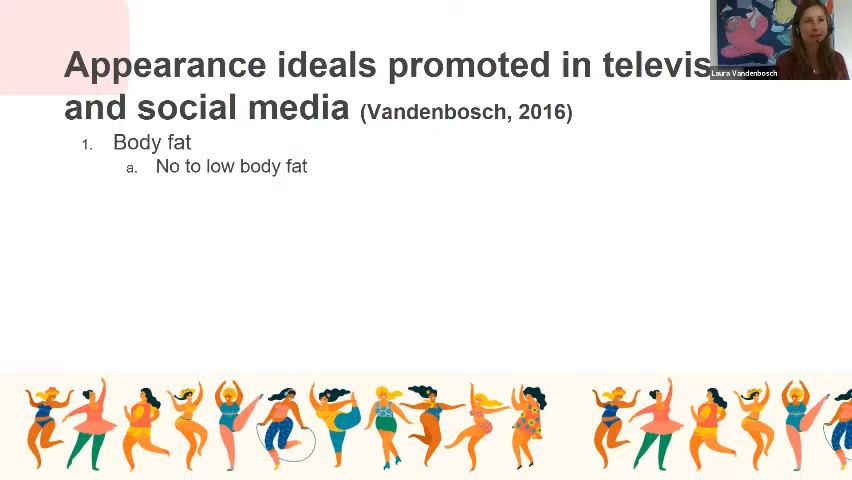 Appearance ideals promoted in televis
and social media (Vandenbosch, 2016)
1. Body fat
a. No to low body fat
Laura Vandenbosch